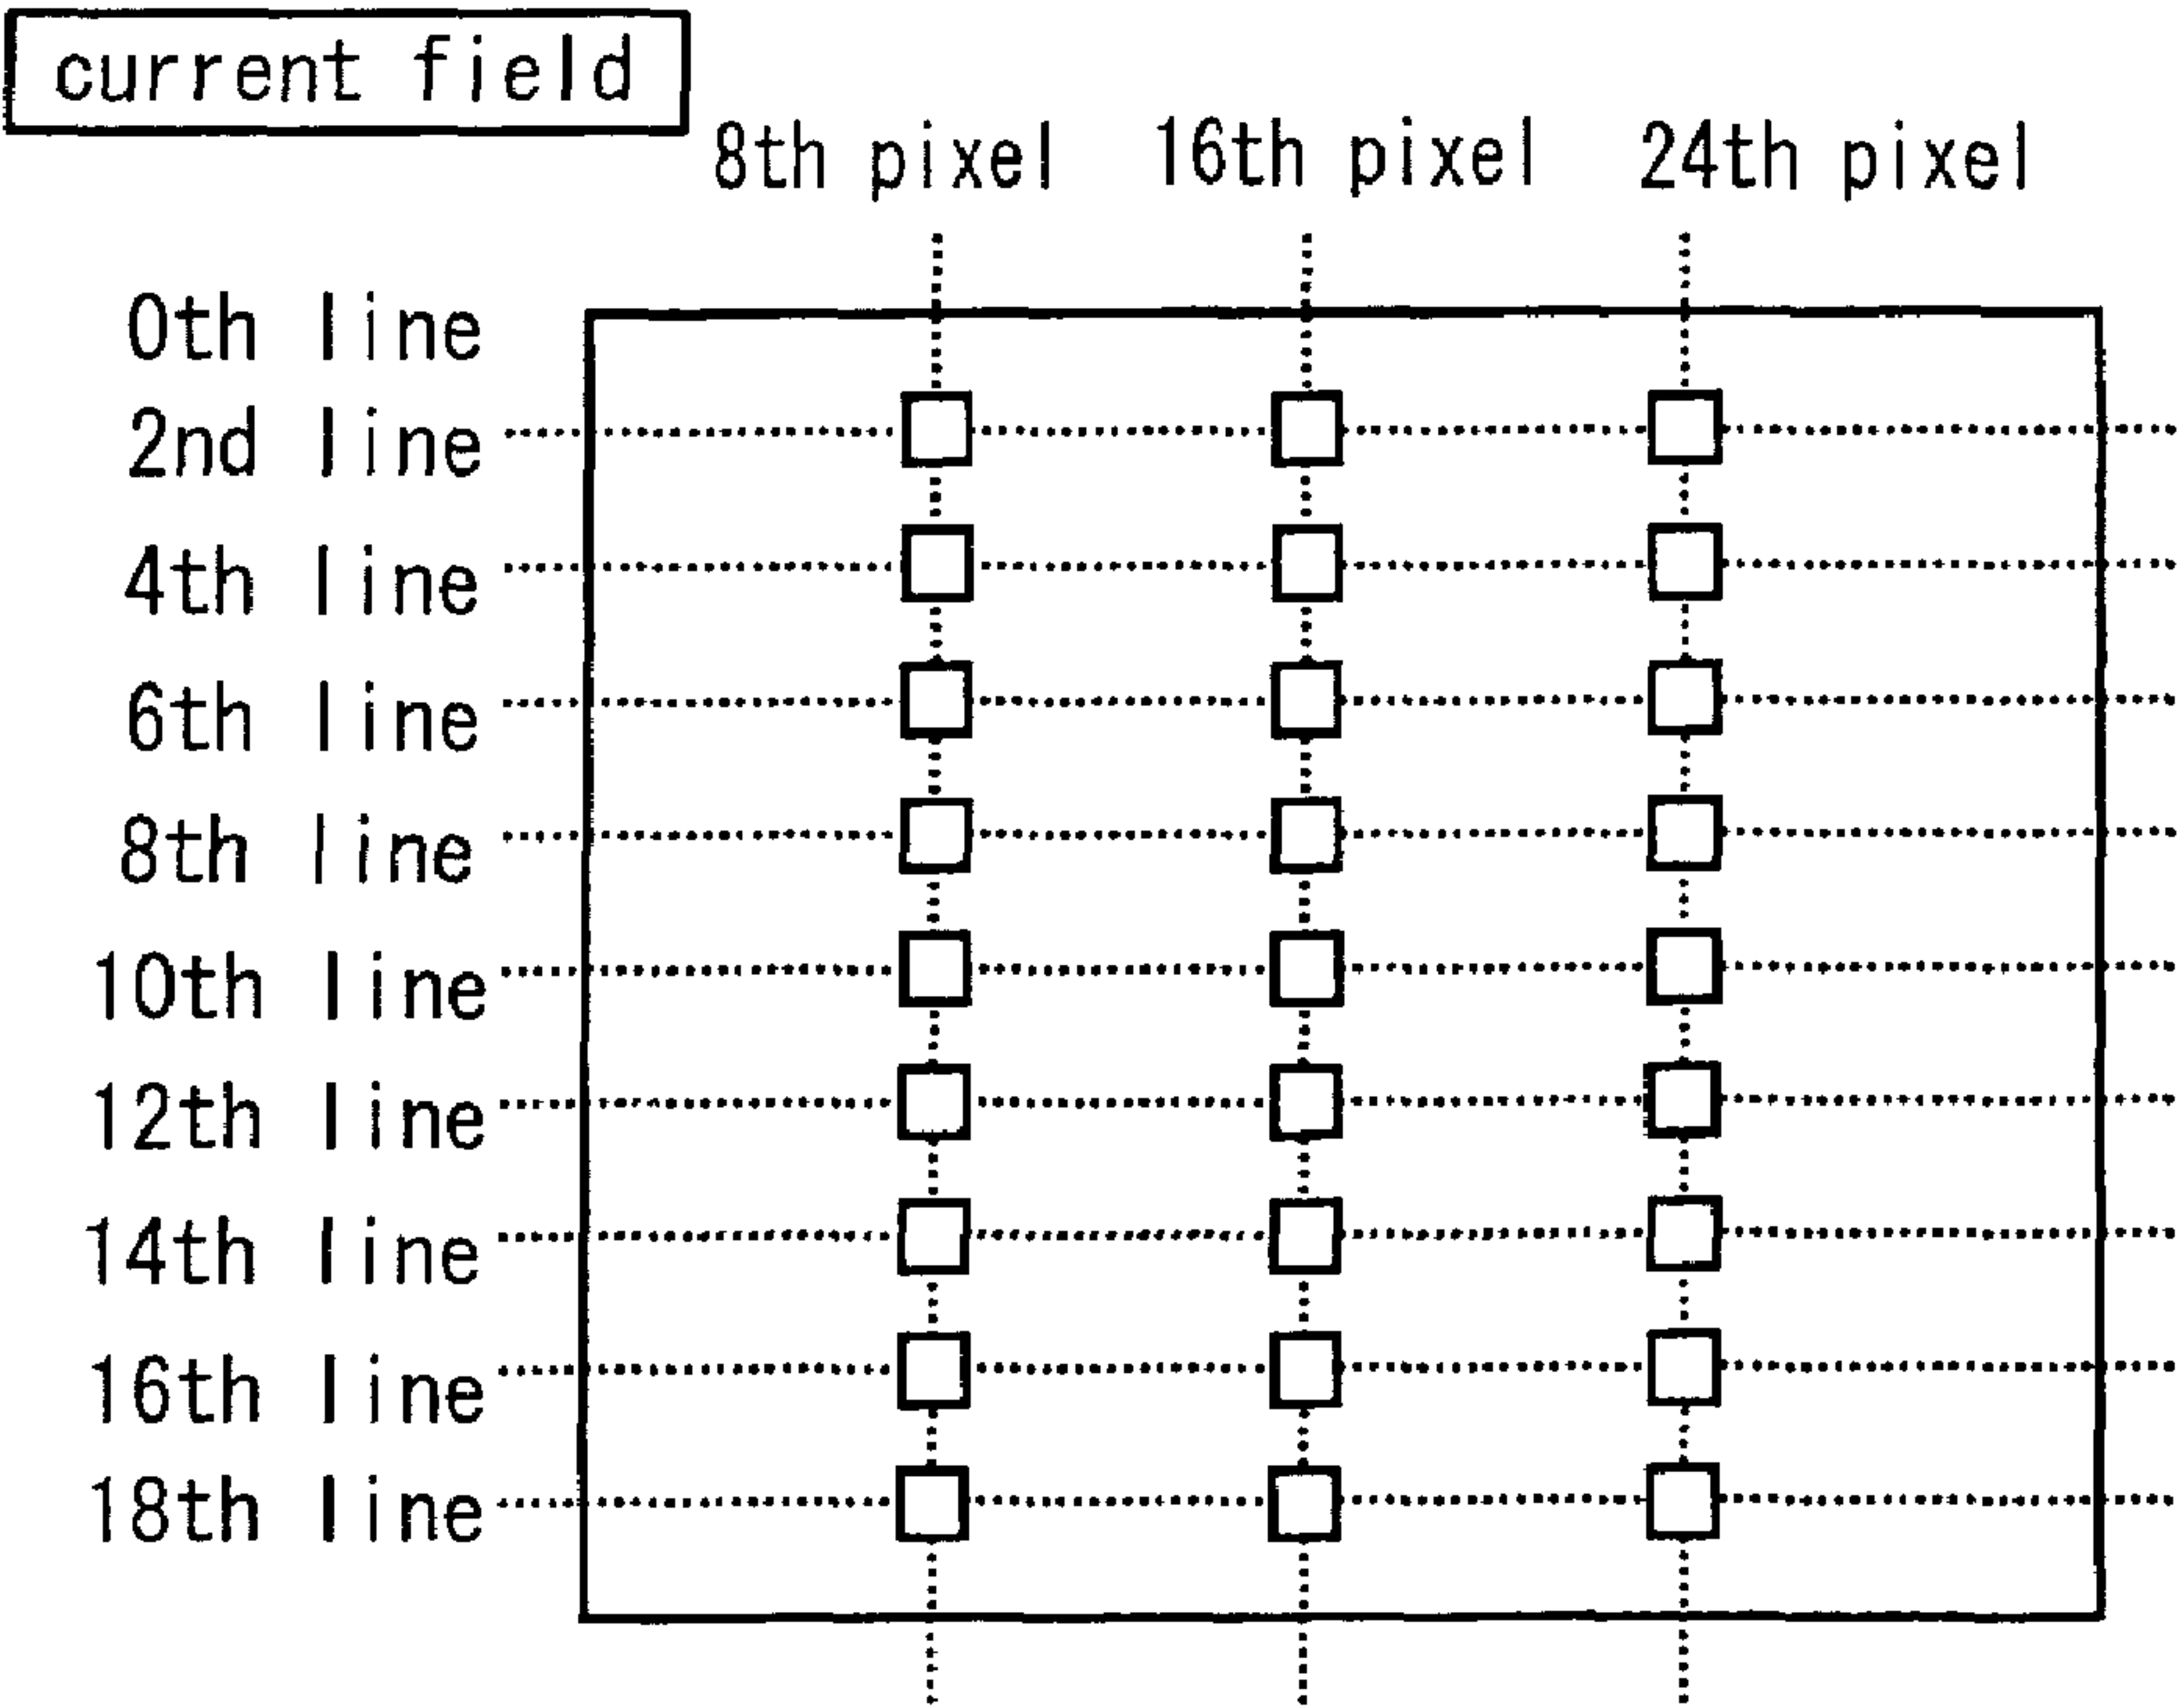 current field
8th pixel 16th pixel 24th pixel
0th line
2nd line
4th line
6th line
8th line
10th line
12th line
14th line
16th line
18th line